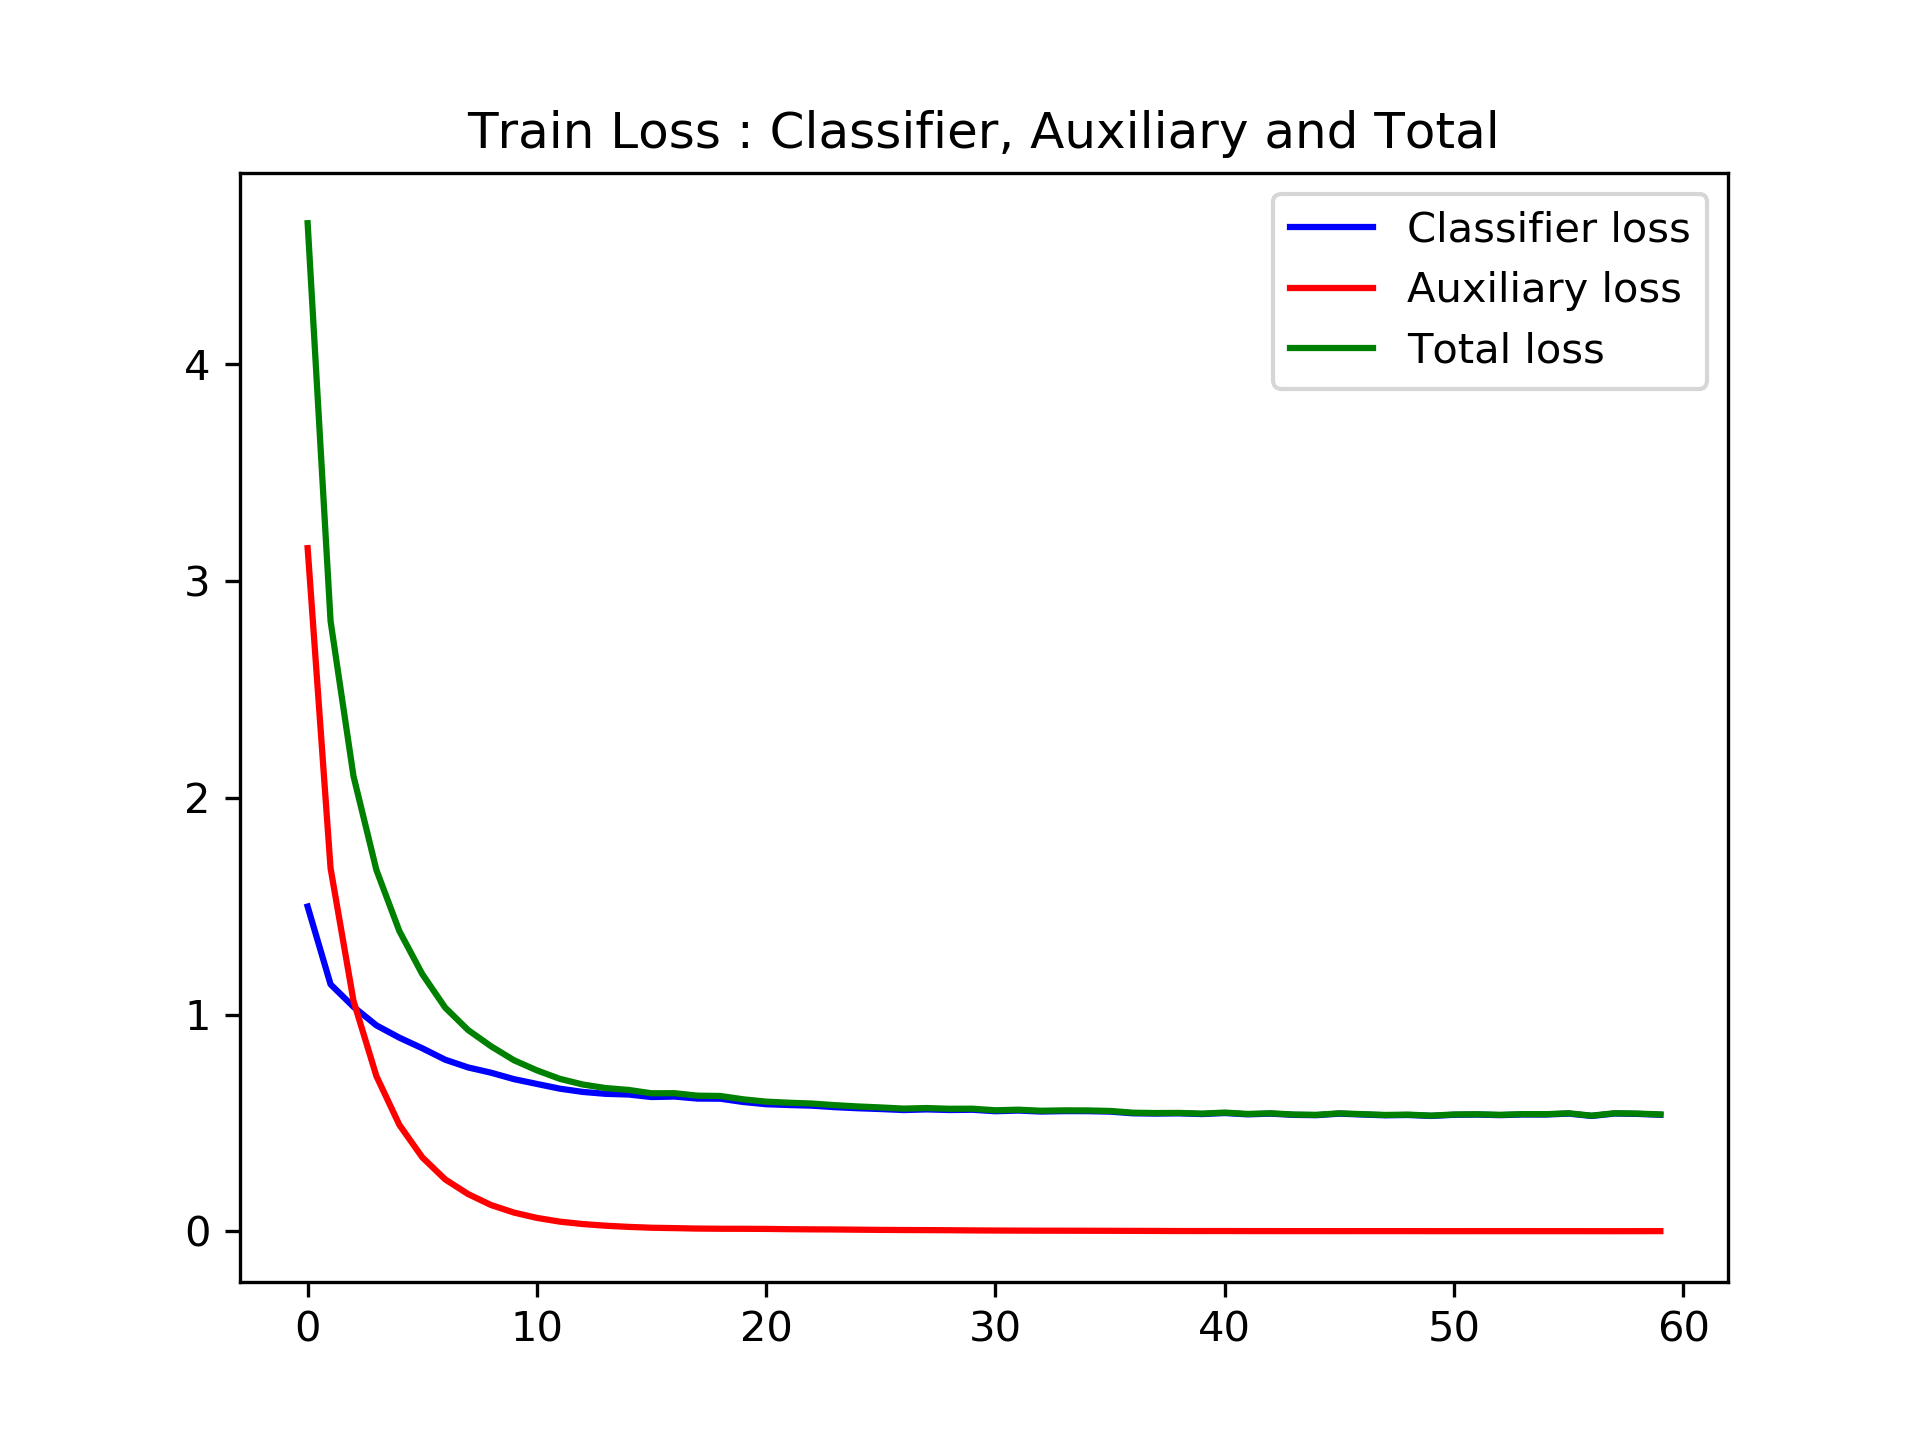 Train Loss : Classifier, Auxiliary and Total
Classifier loss
Auxiliary loss
Total loss
4
3
2
1
0
0 10 20 30 40 50 60